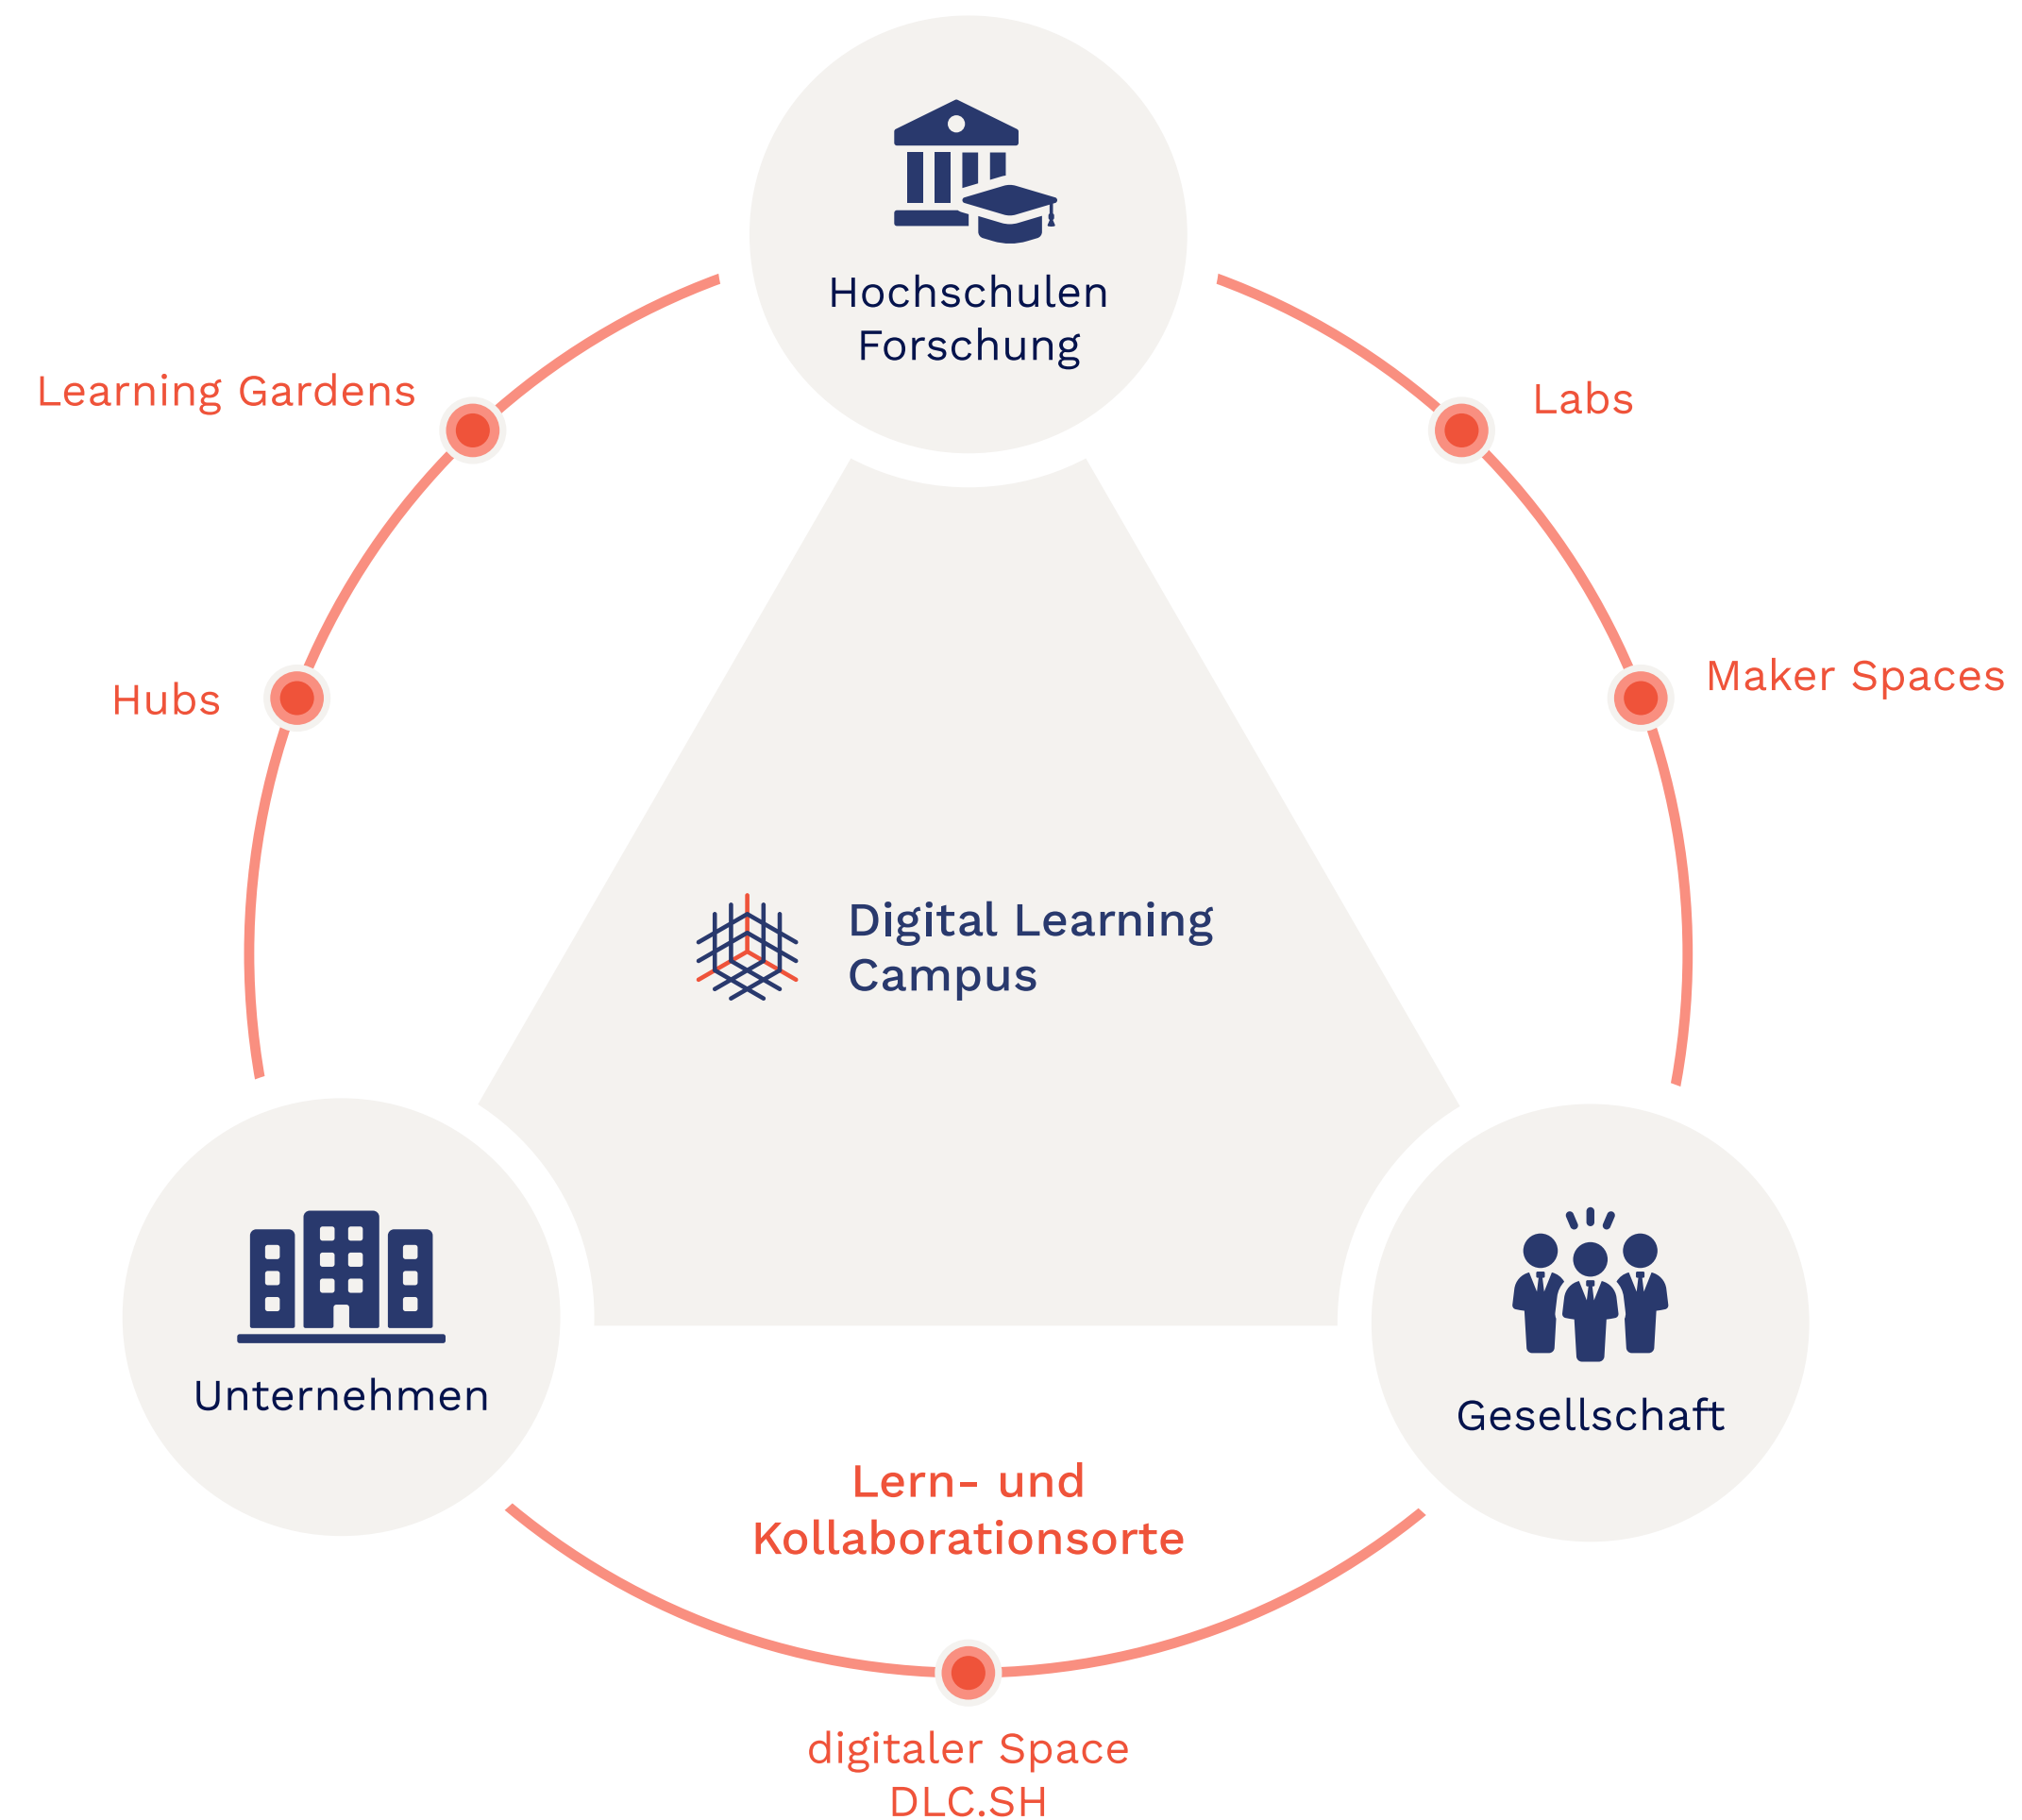 Hochschulen
Forschung
Learning Gardens
Labs
Hubs
Maker Spaces
Digital Learning
Campus
Unternehmen
Gesellschaft
Lern- und
Kollaborationsorte
digitaler Space
DLC.SH